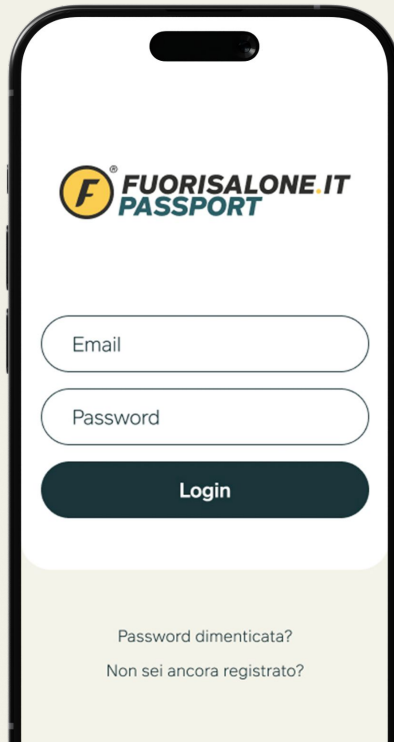 F®
FUORISALONE.IT
PASSPORT
Email
Password
Login
Password dimenticata?
Non sei ancora registrato?